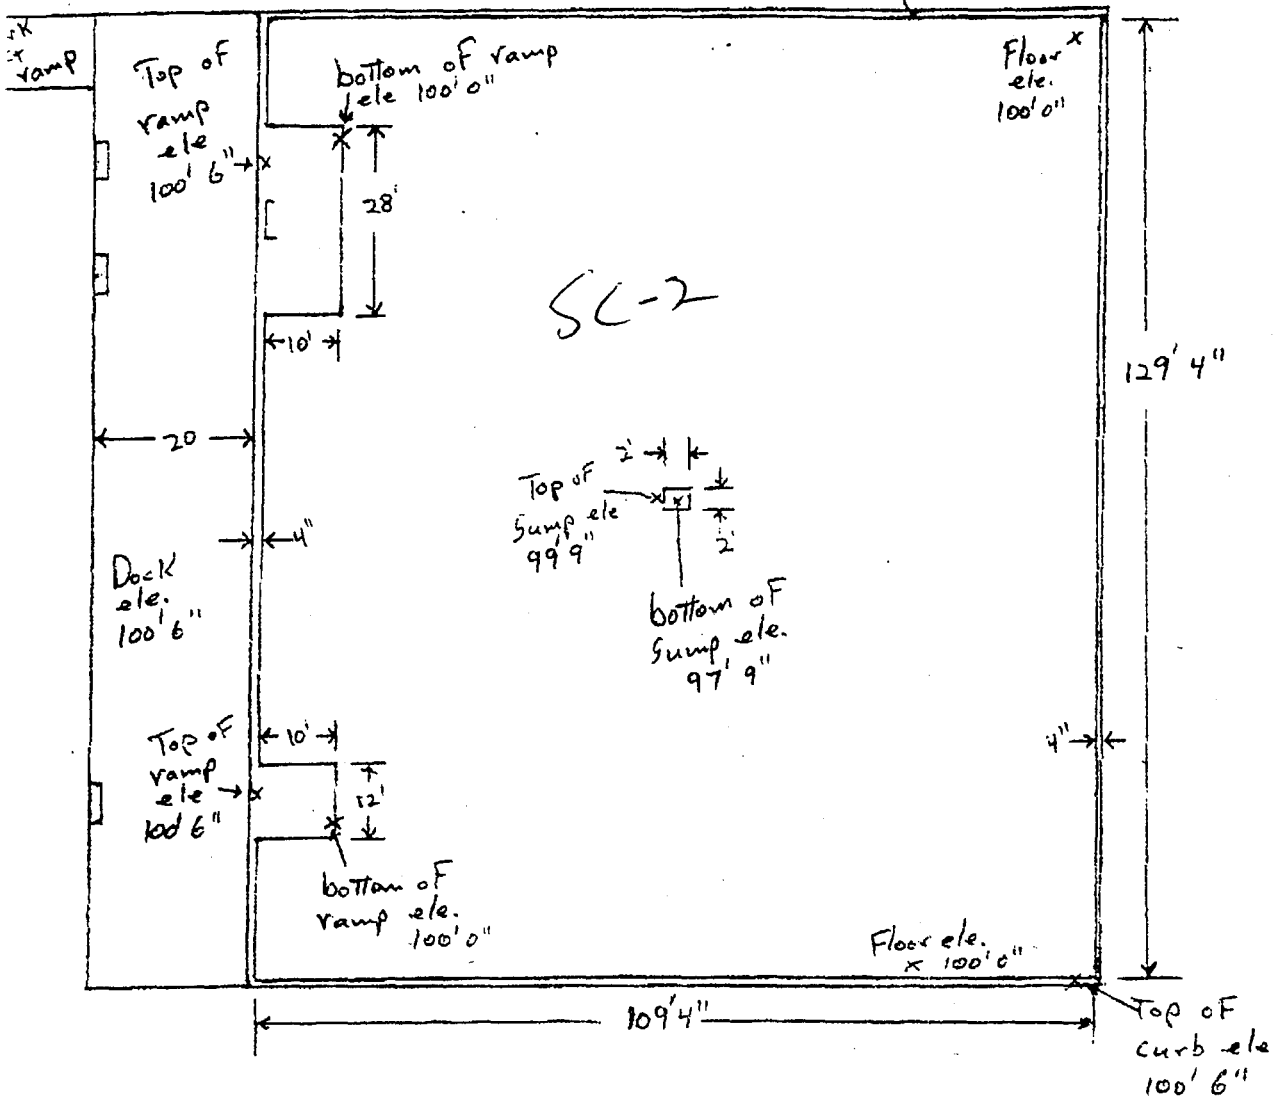 ramp
Top of
ramp
ele
100' 6"
bottom of ramp
ele 100'0"
Floor
ele.
100'0"
28'
10'
SC-2
129' 4"
20
2'
Top of
Sump ele
99' 9"
2'
4"
Dock
ele.
100'6"
bottom of
Sump ele.
97' 9"
10'
Top of
ramp
ele
100' 6"
12'
4"
bottom of
ramp ele.
100'0"
Floor ele.
100'0"
109'4"
Top of
curb ele
100' 6"